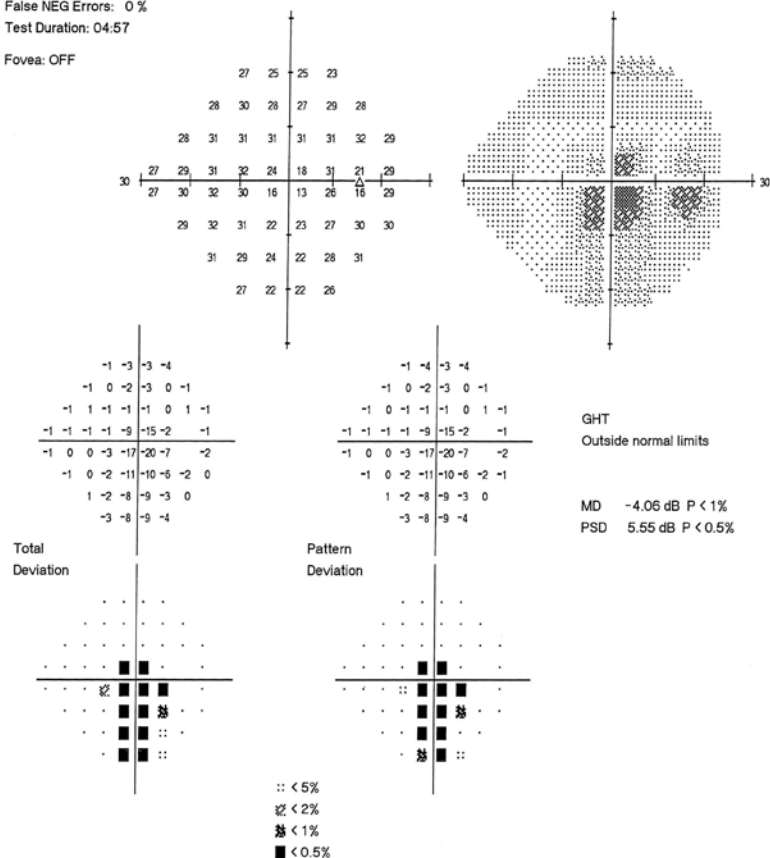 False NEG Errors: 0 %
Test Duration: 04:57
Fovea: OFF
27 25 25 23
28 30 28 27 29 28
28 31 31 31 31 31 32 29
30 27 29 31 32 24 18 31 21 29 30
27 30 32 30 16 13 26 16 29
29 32 31 22 23 27 30 30
31 29 24 22 28 31
27 22 22 26
-1 -3 -3 -4 -1 -4 -3 -4
-1 0 -2 -3 0 -1 -1 0 -2 -3 0 -1
-1 1 -1 -1 -1 0 1 -1 -1 0 -1 -1 -1 0 1 -1
-1 -1 -1 -1 -9 -15 -2 -1 -1 -1 -1 -1 -9 -15 -2 -1
-1 0 0 -3 -17 -20 -7 -2 -1 0 0 -3 -17 -20 -7 -2
-1 0 -2 -11 -10 -6 -2 0 -1 0 -2 -11 -10 -6 -2 -1
1 -2 -8 -9 -3 0 1 -2 -8 -9 -3 0
-3 -8 -9 -4 -3 -8 -9 -4
GHT
Outside normal limits
MD -4.06 dB P < 1%
PSD 5.55 dB P < 0.5%
Total
Deviation
Pattern
Deviation
< 5%
< 2%
< 1%
< 0.5%